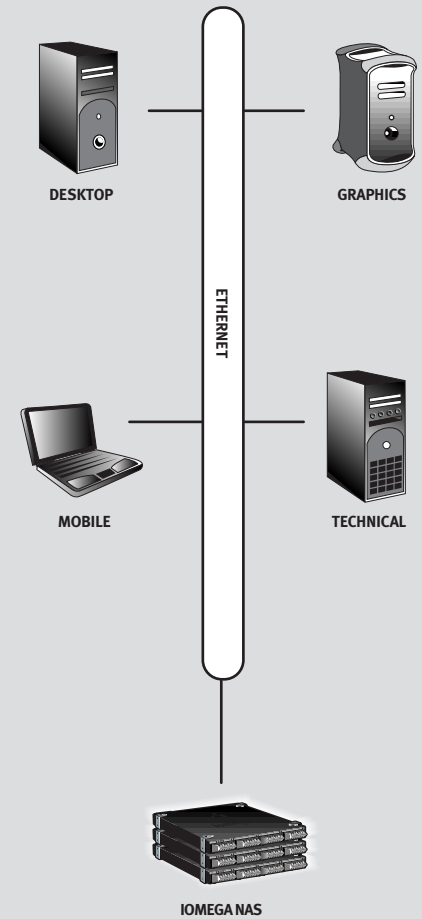 DESKTOP
GRAPHICS
ETHERNET
MOBILE
TECHNICAL
IOMEGA NAS